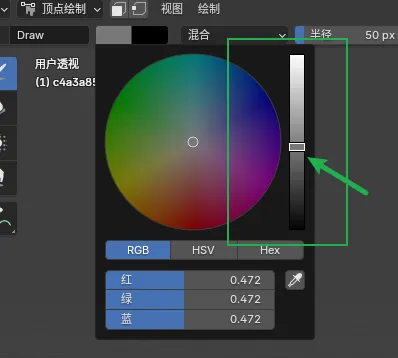 顶点绘制 视图 绘制
Draw 混合 半径 50 px
用户透视
(1) c4a3a85
RGB HSV Hex
红 0.472
绿 0.472
蓝 0.472